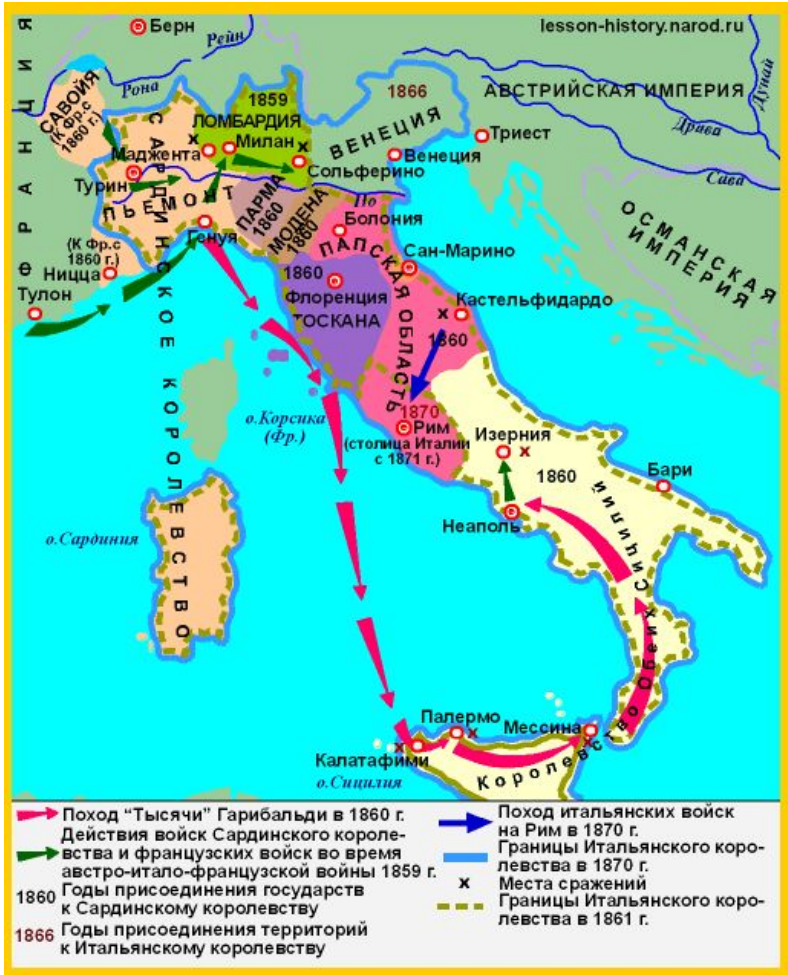 lesson-history.narod.ru
Берн
Рейн
Рона
ФРАНЦИЯ
САВОЙЯ
(К Фр.с
1860 г.)
1859
ЛОМБАРДИЯ
Милан
Маджента
Турин
Сольферино
1866
ВЕНЕЦИЯ
Венеция
АВСТРИЙСКАЯ ИМПЕРИЯ
Дунай
Драва
Сава
Триест
ОСМАНСКАЯ
ИМПЕРИЯ
САРДИНСКОЕ КОРОЛЕВСТВО
ПЬЕМОНТ
ПАРМА
1860
МОДЕНА
1860
По
Болония
ПАПСКАЯ ОБЛАСТЬ
Генуя
(К Фр.с
1860 г.)
Ницца
Тулон
1860
Флоренция
ТОСКАНА
Сан-Марино
Кастельфидардо
1860
1870
Рим
(столица Италии
с 1871 г.)
о.Корсика
(Фр.)
о.Сардиния
Изерния
1860
Бари
Неаполь
Королевство Обеих Сицилий
Палермо
Мессина
Калатафими
о.Сицилия
Поход “Тысячи” Гарибальди в 1860 г.
Действия войск Сардинского короле-
вства и французских войск во время
австро-итало-французской войны 1859 г.
1860 Годы присоединения государств
к Сардинскому королевству
1866 Годы присоединения территорий
к Итальянскому королевству
Поход итальянских войск
на Рим в 1870 г.
Границы Итальянского коро-
левства в 1870 г.
x Места сражений
Границы Итальянского коро-
левства в 1861 г.